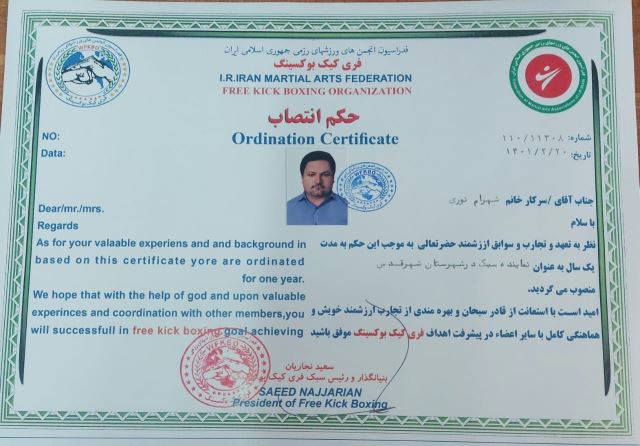 فدراسیون انجمن های ورزشهای رزمی جمهوری اسلامی ایران
فری کیک بوکسینگ
I.R.IRAN MARTIAL ARTS FEDERATION
FREE KICK BOXING ORGANIZATION
حکم انتصاب
Ordination Certificate
WFKBO
NO:
Data:
شماره: ۱۱۰/۱۱۳۰۸
تاریخ: ۱۴۰۱/۲/۲۰
Dear/mr./mrs.
Regards
As for your valaable experiens and and background in
based on this certificate yore are ordinated
for one year.
We hope that with the help of god and upon valuable
experinces and coordination with other members,you
will successfull in free kick boxing goal achieving
جناب آقای /سرکار خانم شهرام نوری
با سلام
نظر به تعهد و تجارب و سوابق ارزشمند حضرتعالی به موجب این حکم به مدت
یک سال به عنوان نماینده سبک در شهرستان شهرقدس
منصوب می گردید.
امید است با استعانت از قادر سبحان و بهره مندی از تجارب ارزشمند خویش و
هماهنگی کامل با سایر اعضاء در پیشرفت اهداف فری کیک بوکسینگ موفق باشید
سعید نجاریان
بنیانگذار و رئیس سبک فری کیک
SAEED NAJJARIAN
President of Free Kick Boxing